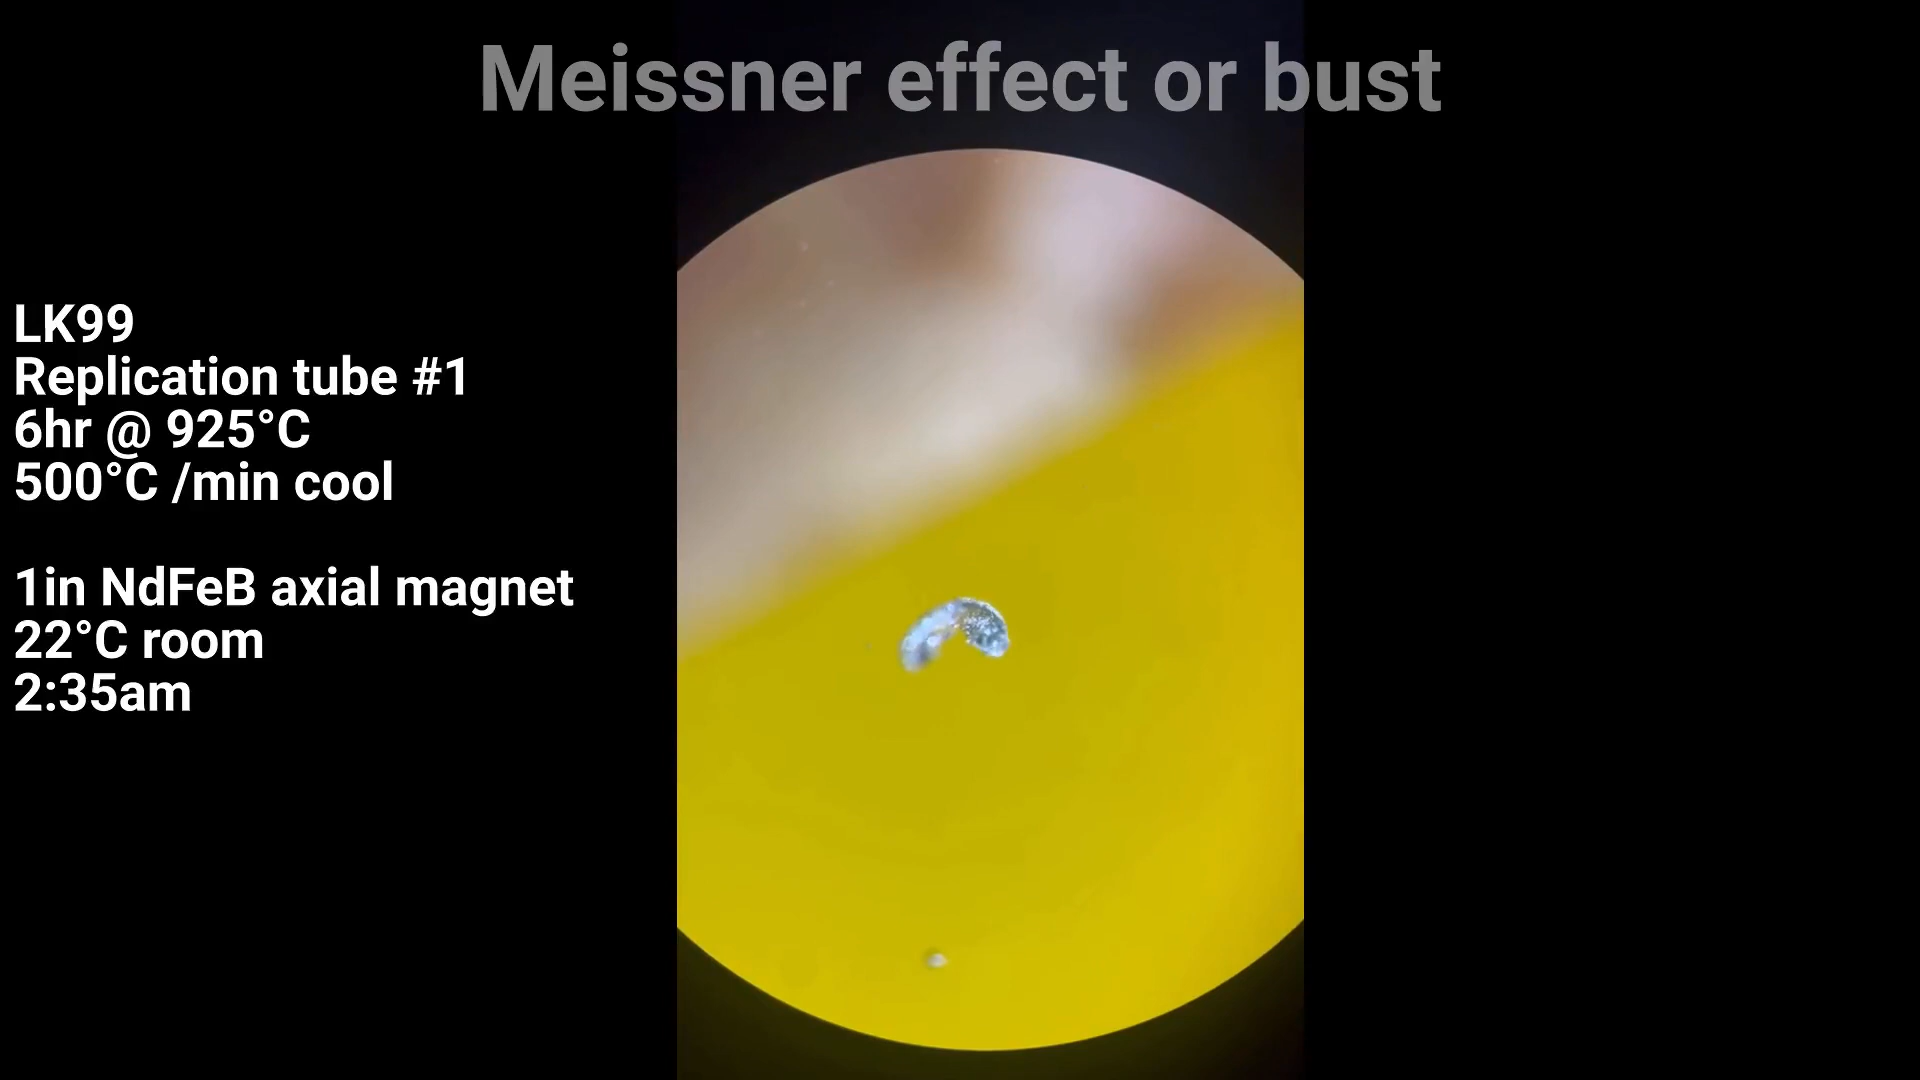 Meissner effect or bust
LK99
Replication tube #1
6hr @ 925°C
500°C /min cool
1in NdFeB axial magnet
22°C room
2:35am